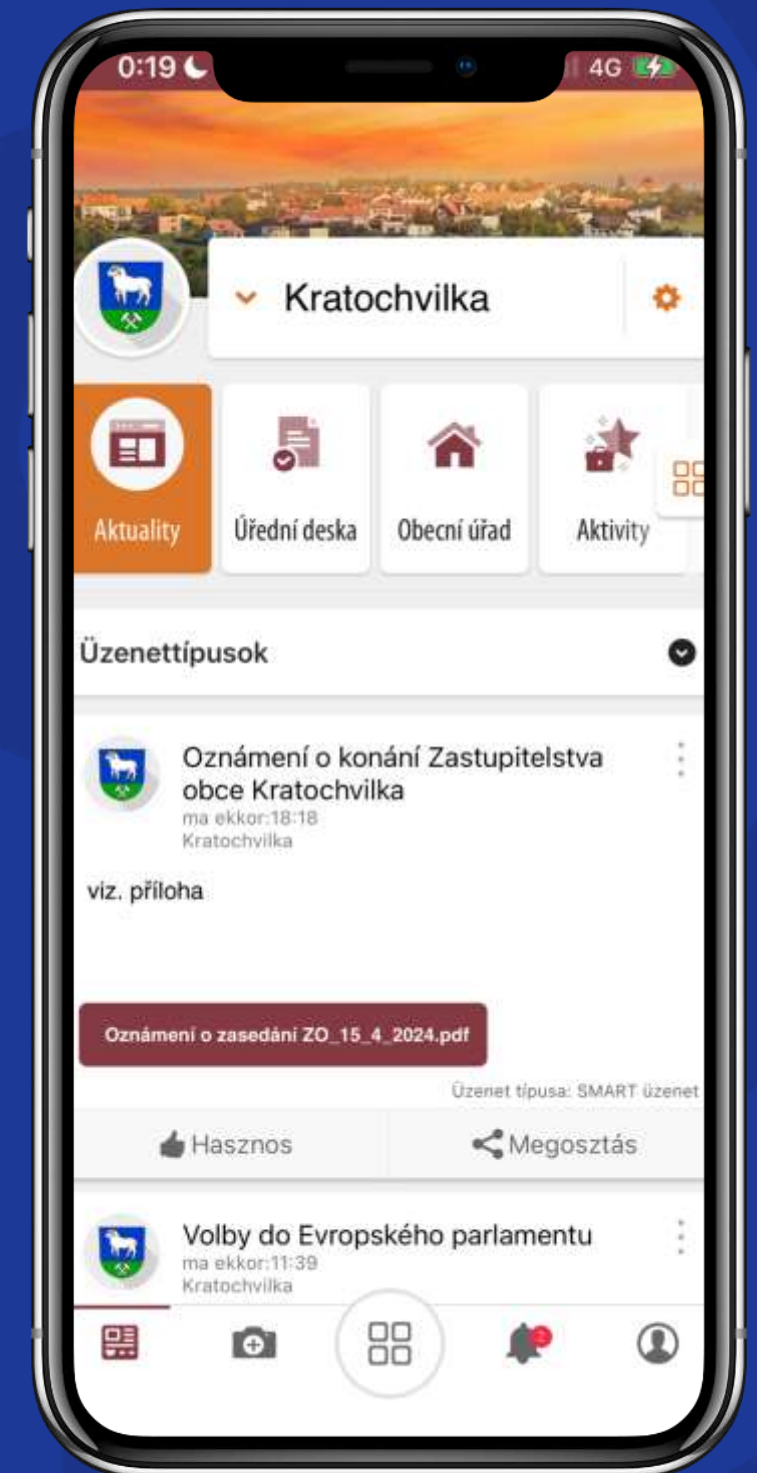 0:19
4G
Kratochvilka
Aktuality
Úřední deska
Obecní úřad
Aktivity
Üzenettípusok
Oznámení o konání Zastupitelstva
obce Kratochvilka
ma ekkor:18:18
Kratochvilka
viz. příloha
Oznámení o zasedání ZO_15_4_2024.pdf
Üzenet típusa: SMART üzenet
Hasznos
Megosztás
Volby do Evropského parlamentu
ma ekkor:11:39
Kratochvilka
2